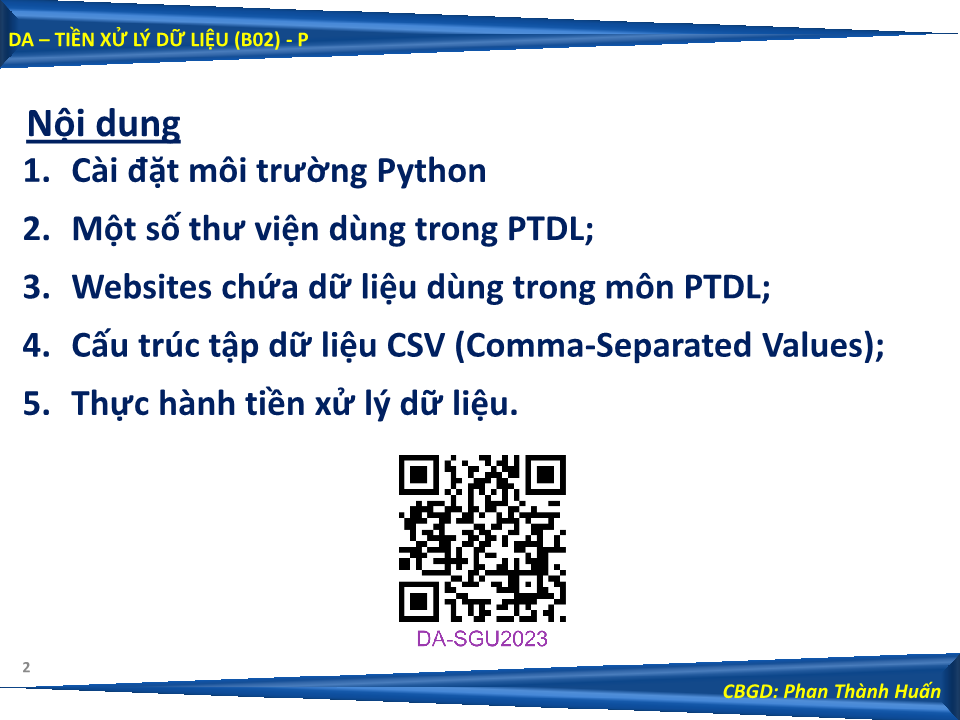 DA – TIỀN XỬ LÝ DỮ LIỆU (B02) - P
Nội dung
1. Cài đặt môi trường Python
2. Một số thư viện dùng trong PTDL;
3. Websites chứa dữ liệu dùng trong môn PTDL;
4. Cấu trúc tập dữ liệu CSV (Comma-Separated Values);
5. Thực hành tiền xử lý dữ liệu.
DA-SGU2023
2
CBGD: Phan Thành Huấn